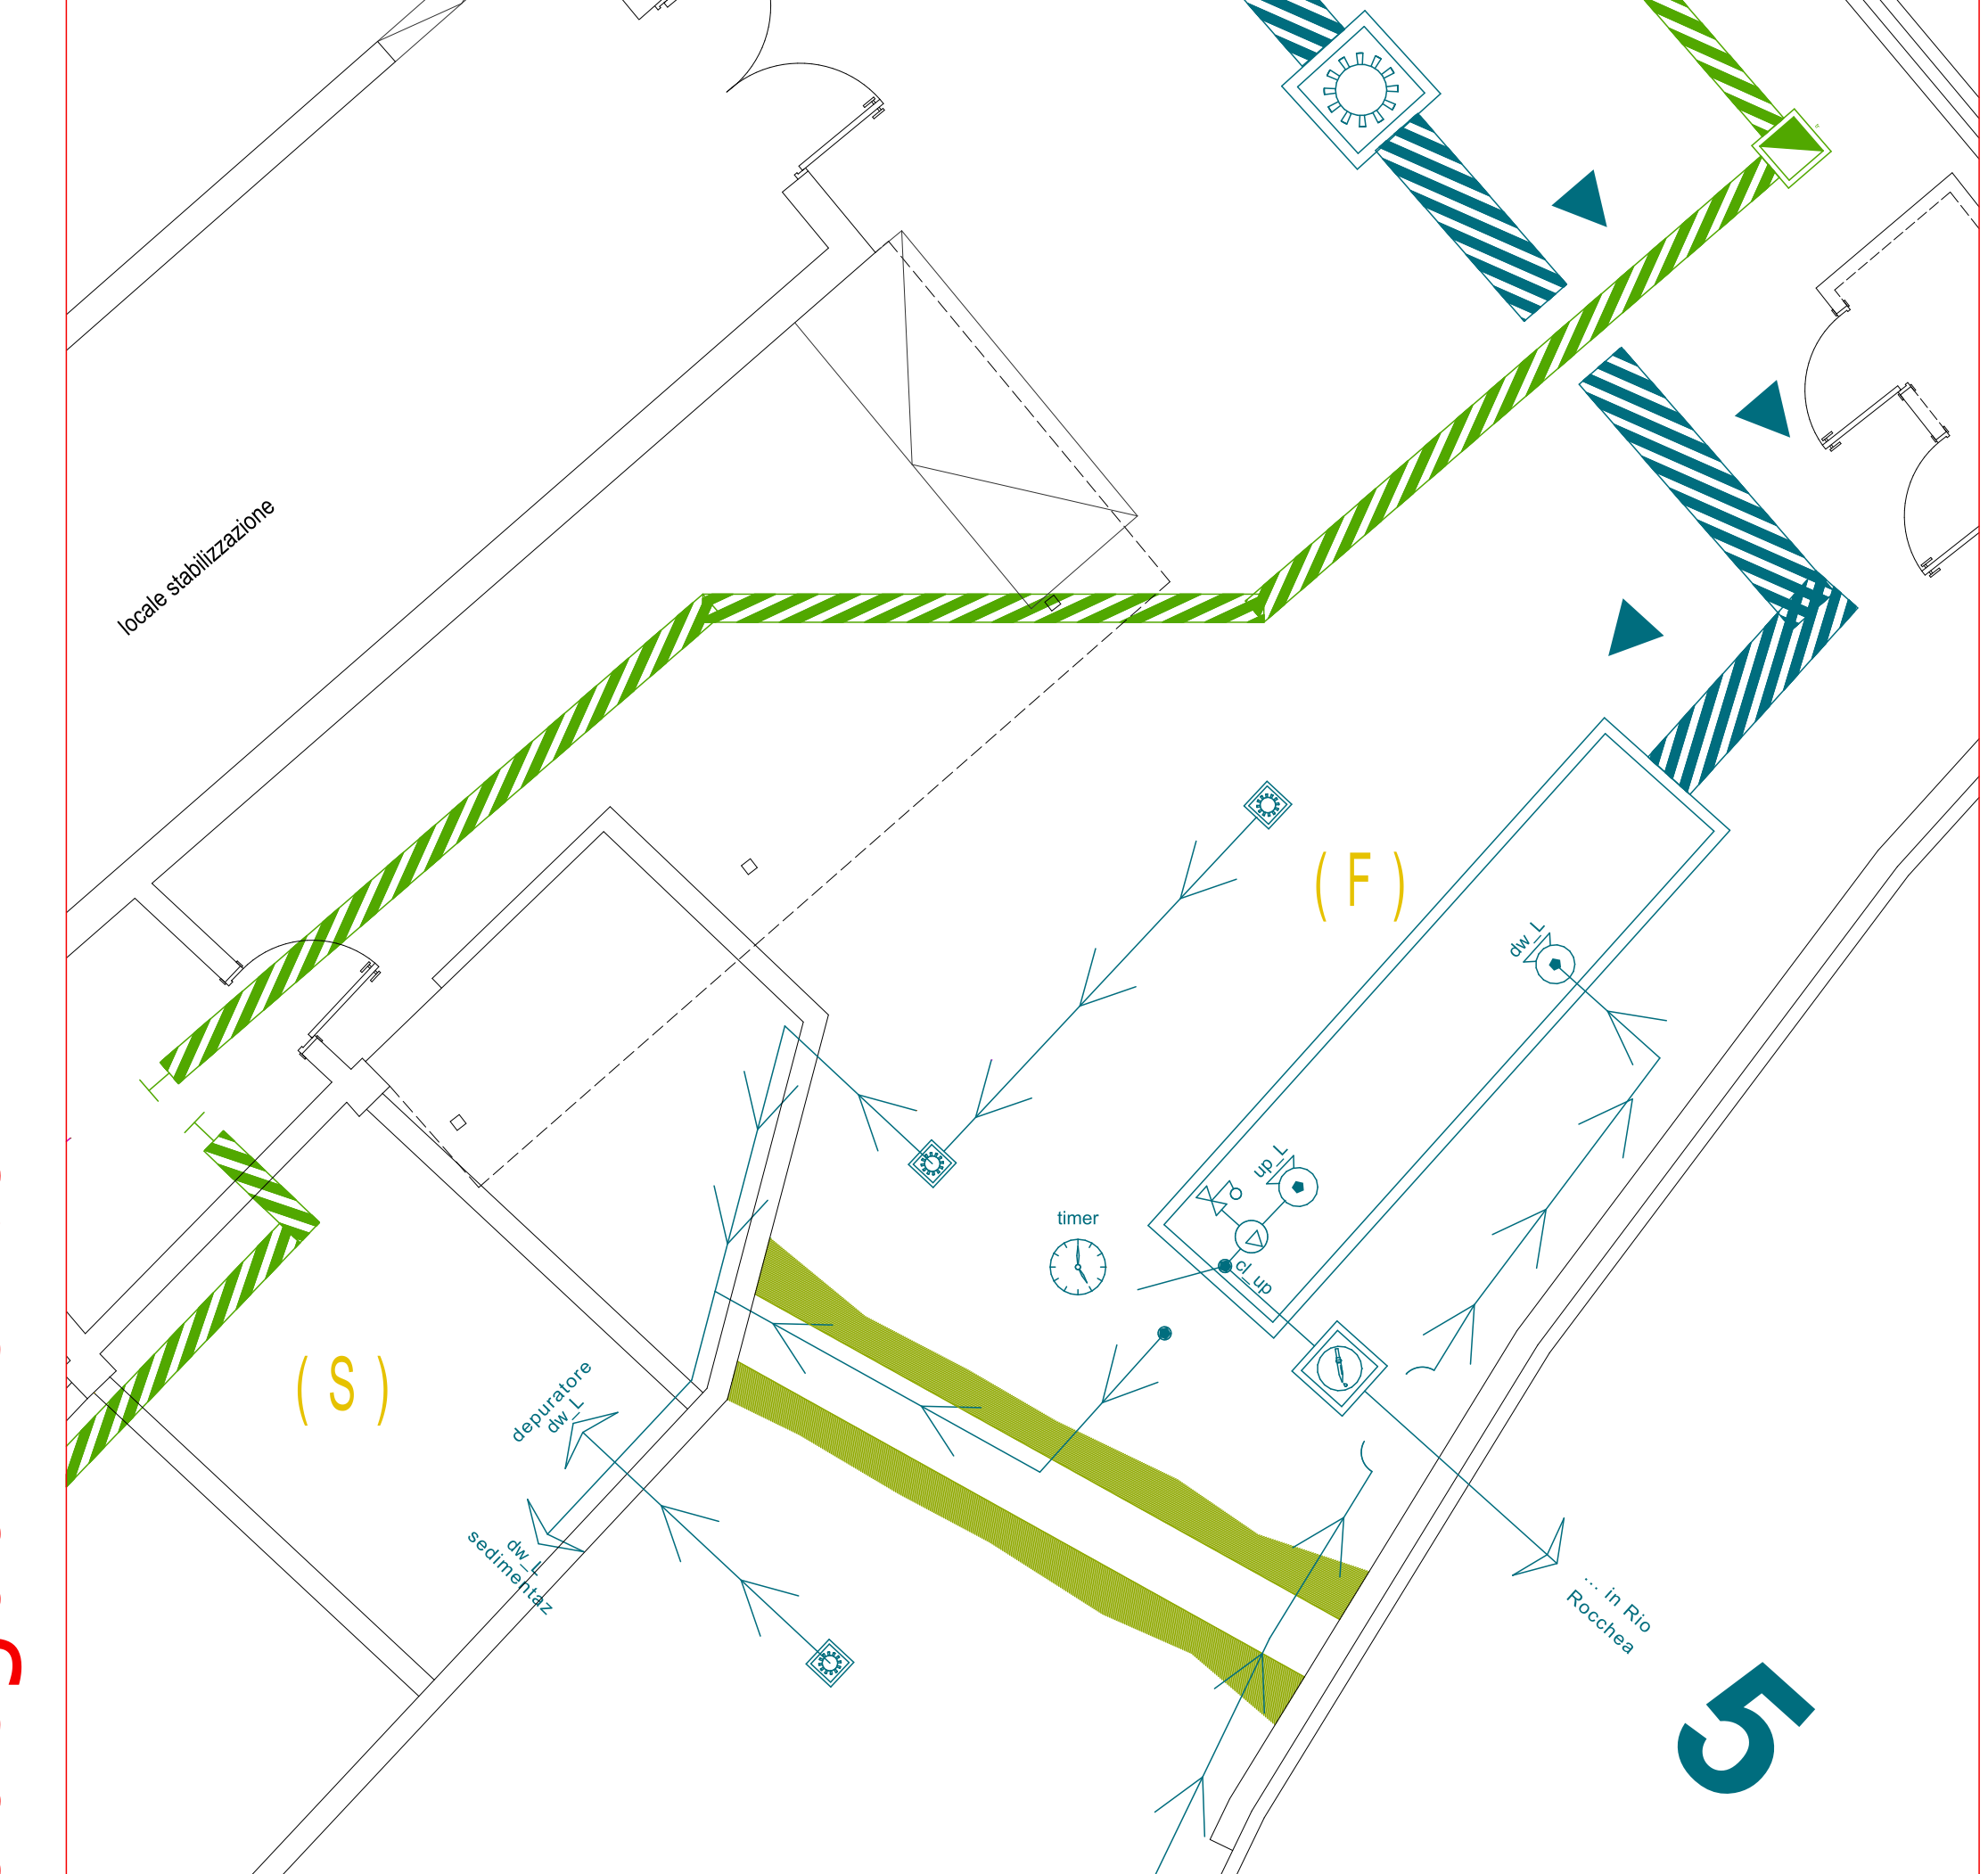 locale stabilizzazione
( F )
dw_L
up_L
timer
cl_up
( S )
depuratore
dw_L
dw_L
sedimentaz
... in Rio
Rocchea
5